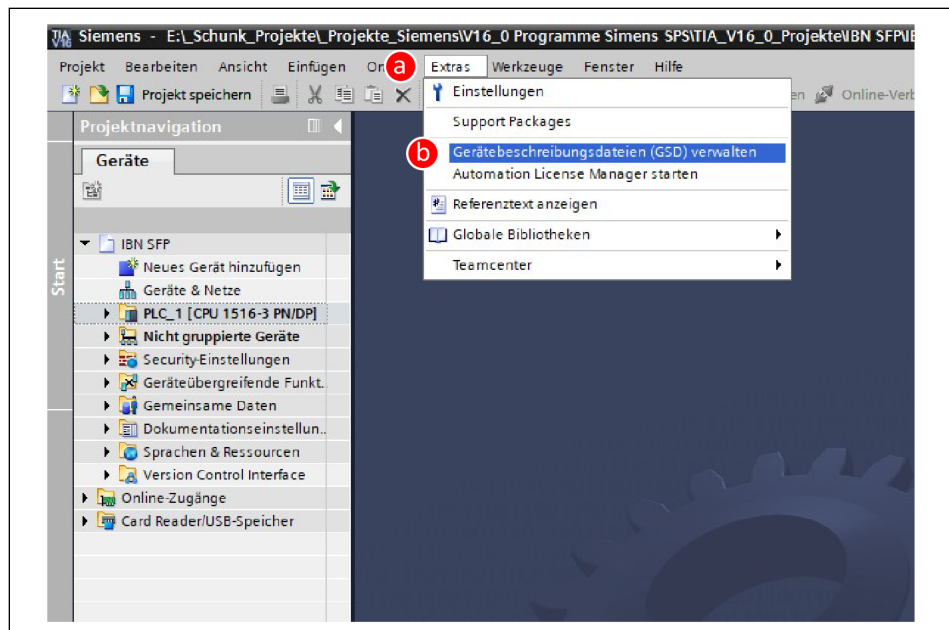 Siemens - E:\_Schunk_Projekte\_Projekte_Siemens\V16_0 Programme Simens SPS\TIA_V16_0_Projekte\IBN SFP\IB
Projekt Bearbeiten Ansicht Einfügen On a Extras Werkzeuge Fenster Hilfe
Projekt speichern en Online-Verb
Einstellungen
Support Packages
b Gerätebeschreibungsdateien (GSD) verwalten
Automation License Manager starten
Referenztext anzeigen
Globale Bibliotheken
Teamcenter
Projektnavigation
Geräte
Start
IBN SFP
Neues Gerät hinzufügen
Geräte & Netze
PLC_1 [CPU 1516-3 PN/DP]
Nicht gruppierte Geräte
Security-Einstellungen
Geräteübergreifende Funkt..
Gemeinsame Daten
Dokumentationseinstellun..
Sprachen & Ressourcen
Version Control Interface
Online-Zugänge
Card Reader/USB-Speicher